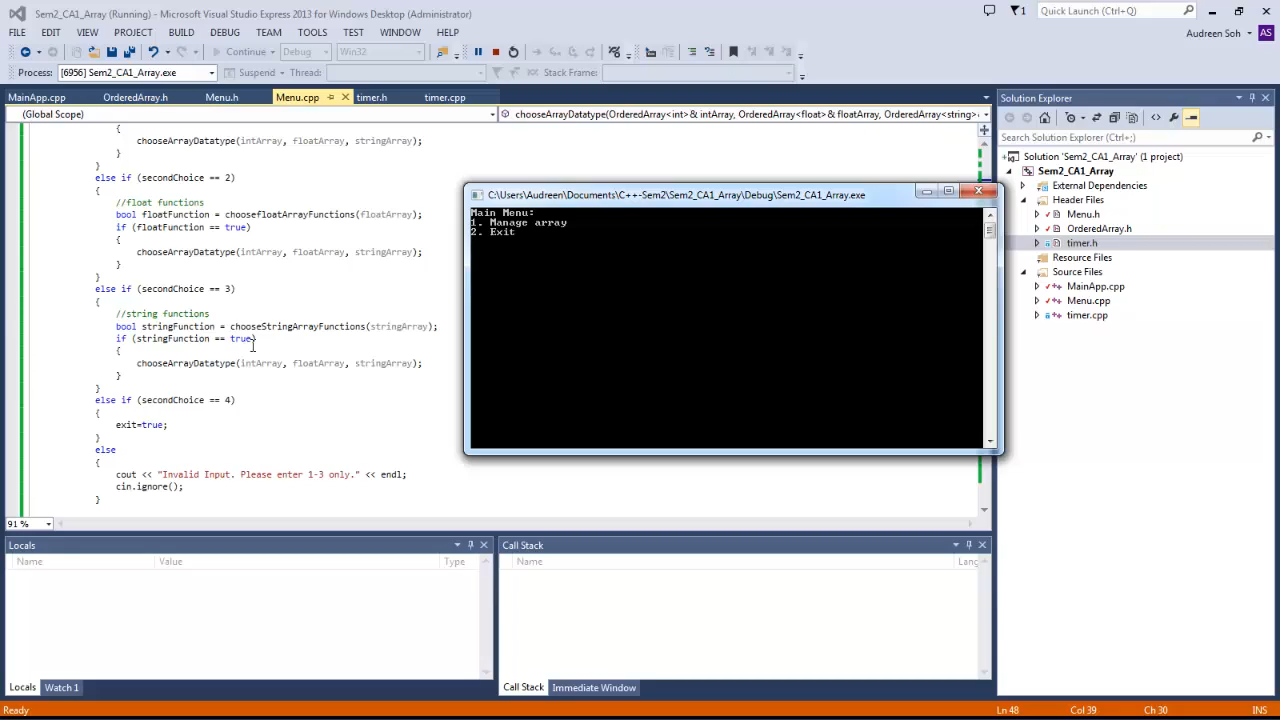 Sem2_CA1_Array (Running) - Microsoft Visual Studio Express 2013 for Windows Desktop (Administrator)
1
Quick Launch (Ctrl+Q)
FILE EDIT VIEW PROJECT BUILD DEBUG TEAM TOOLS TEST WINDOW HELP
Audreen Soh
AS
Continue Debug Win32
Process: [6956] Sem2_CA1_Array.exe Suspend Thread: Stack Frame:
MainApp.cpp OrderedArray.h Menu.h Menu.cpp timer.h timer.cpp
(Global Scope) chooseArrayDatatype(OrderedArray<int>& intArray, OrderedArray<float>& floatArray, OrderedArray<string>
{
chooseArrayDatatype(intArray, floatArray, stringArray);
}
}
else if (secondChoice == 2)
{
//float functions
bool floatFunction = choosefloatArrayFunctions(floatArray);
if (floatFunction == true)
{
chooseArrayDatatype(intArray, floatArray, stringArray);
}
}
else if (secondChoice == 3)
{
//string functions
bool stringFunction = chooseStringArrayFunctions(stringArray);
if (stringFunction == true)
{
chooseArrayDatatype(intArray, floatArray, stringArray);
}
}
else if (secondChoice == 4)
{
exit=true;
}
else
{
cout << "Invalid Input. Please enter 1-3 only." << endl;
cin.ignore();
}
91 %
C:\Users\Audreen\Documents\C++-Sem2\Sem2_CA1_Array\Debug\Sem2_CA1_Array.exe
Main Menu:
1. Manage array
2. Exit
Solution Explorer
Search Solution Explorer (Ctrl+;)
Solution 'Sem2_CA1_Array' (1 project)
Sem2_CA1_Array
External Dependencies
Header Files
Menu.h
OrderedArray.h
timer.h
Resource Files
Source Files
MainApp.cpp
Menu.cpp
timer.cpp
Locals
Name Value Type
Locals Watch 1
Call Stack
Name
Call Stack Immediate Window
Ready Ln 48 Col 39 Ch 30 INS